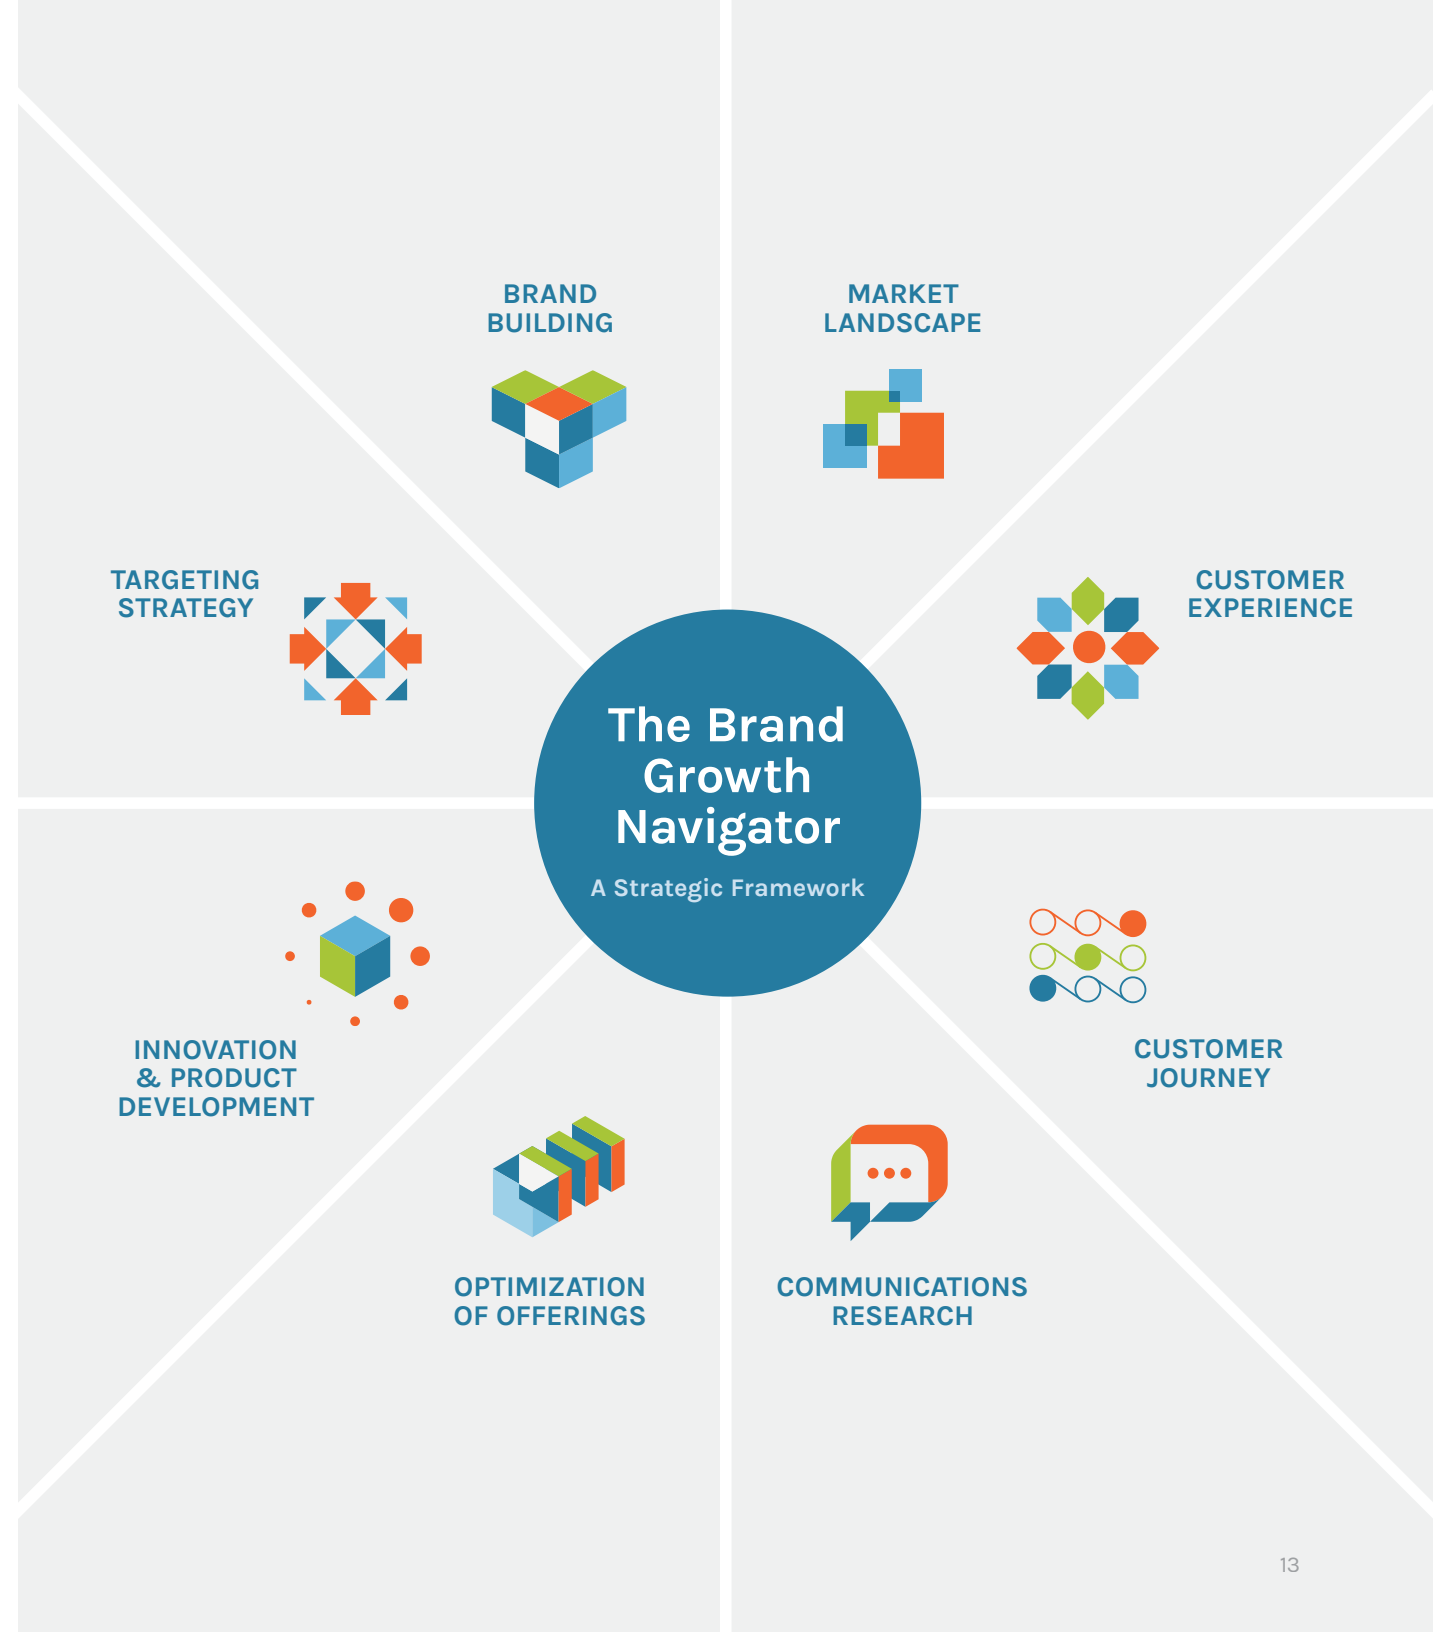 BRAND
BUILDING
MARKET
LANDSCAPE
TARGETING
STRATEGY
CUSTOMER
EXPERIENCE
The Brand
Growth
Navigator
A Strategic Framework
INNOVATION
& PRODUCT
DEVELOPMENT
CUSTOMER
JOURNEY
OPTIMIZATION
OF OFFERINGS
COMMUNICATIONS
RESEARCH
13